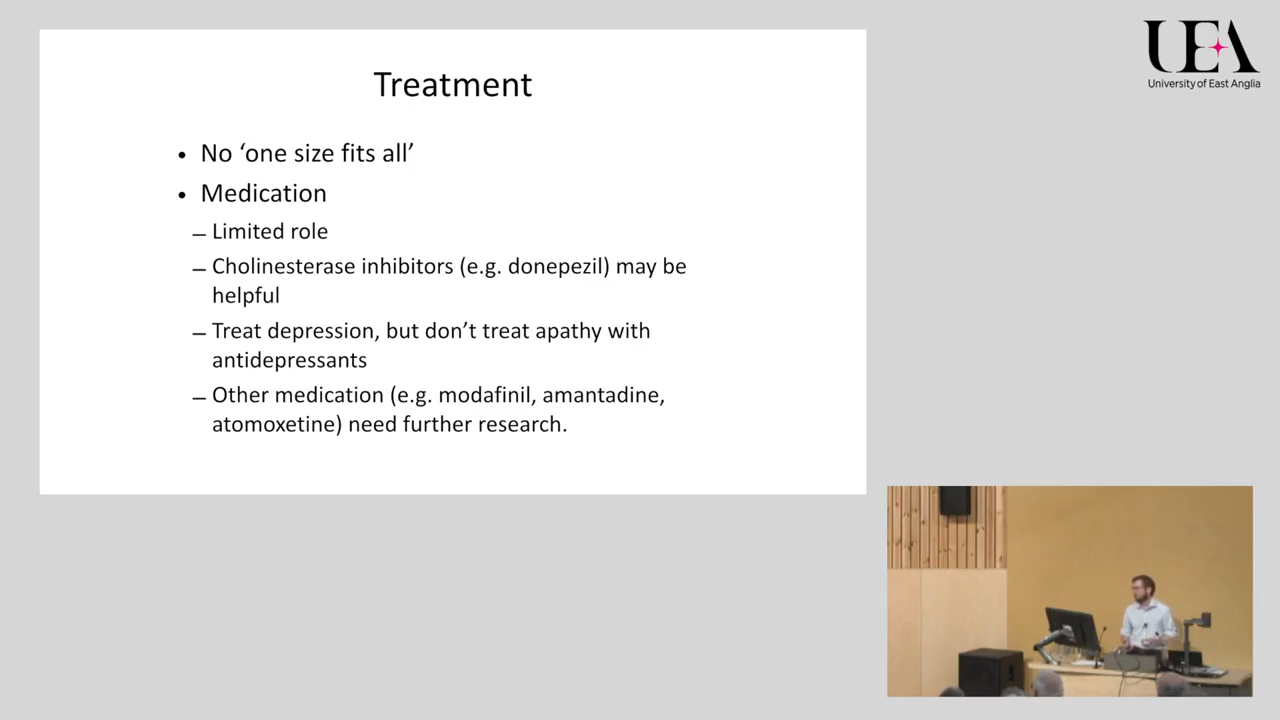 UEA
University of East Anglia
Treatment
• No ‘one size fits all’
• Medication
– Limited role
– Cholinesterase inhibitors (e.g. donepezil) may be
helpful
– Treat depression, but don’t treat apathy with
antidepressants
– Other medication (e.g. modafinil, amantadine,
atomoxetine) need further research.